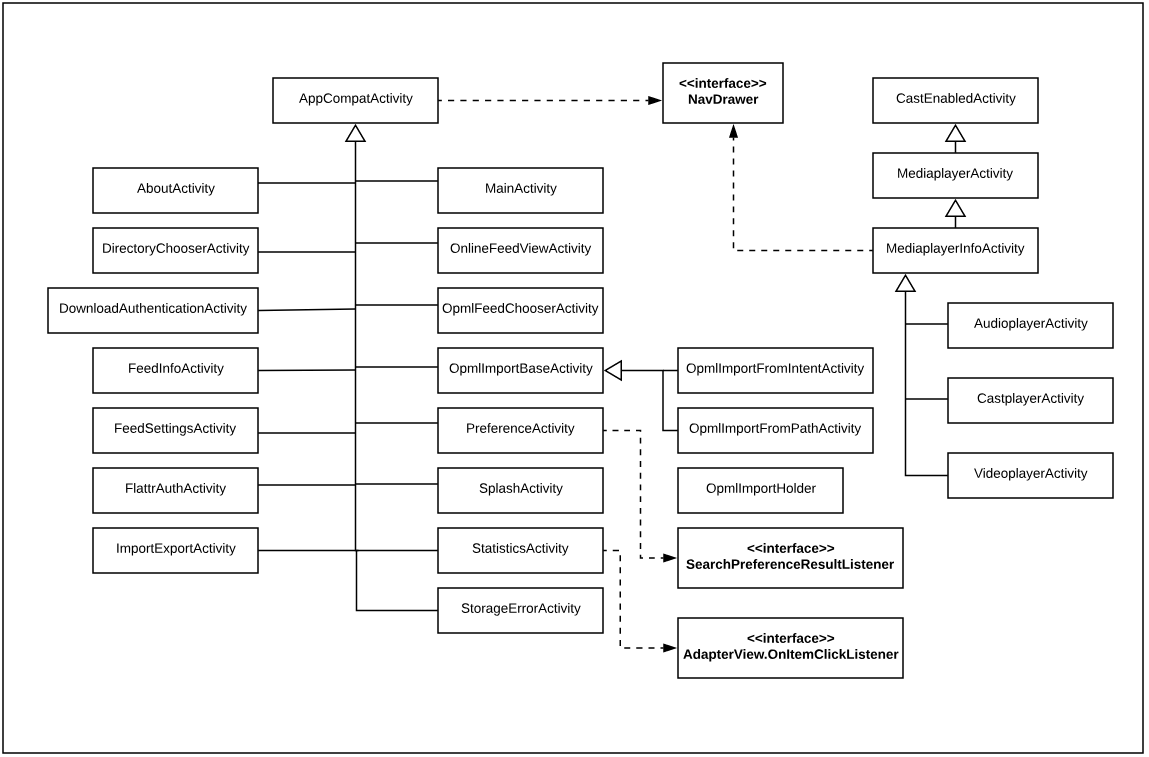 AppCompatActivity
<<interface>>
NavDrawer
CastEnabledActivity
MediaplayerActivity
AboutActivity
MainActivity
DirectoryChooserActivity
OnlineFeedViewActivity
MediaplayerInfoActivity
DownloadAuthenticationActivity
OpmlFeedChooserActivity
AudioplayerActivity
FeedInfoActivity
OpmlImportBaseActivity
OpmlImportFromIntentActivity
CastplayerActivity
FeedSettingsActivity
PreferenceActivity
OpmlImportFromPathActivity
VideoplayerActivity
FlattrAuthActivity
SplashActivity
OpmlImportHolder
ImportExportActivity
StatisticsActivity
<<interface>>
SearchPreferenceResultListener
StorageErrorActivity
<<interface>>
AdapterView.OnItemClickListener